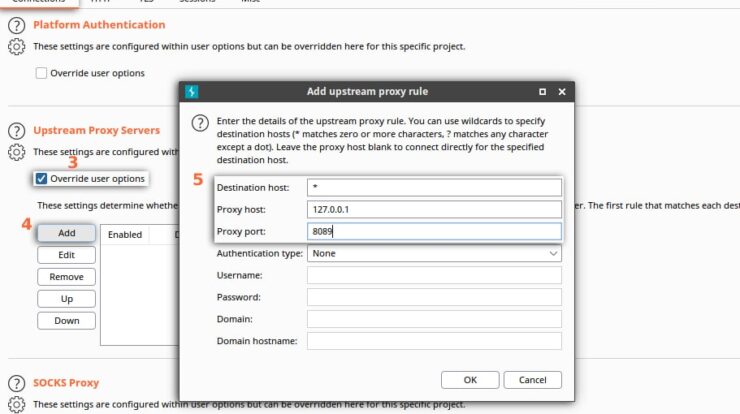 Connections HTTP TLS Sessions Misc
Platform Authentication
These settings are configured within user options but can be overridden here for this specific project.
Override user options
Add upstream proxy rule
Enter the details of the upstream proxy rule. You can use wildcards to specify
destination hosts (* matches zero or more characters, ? matches any character
except a dot). Leave the proxy host blank to connect directly for the specified
destination host.
Upstream Proxy Servers
These settings are configured with
3
Override user options
5
Destination host: *
Proxy host: 127.0.0.1
Proxy port: 8089
These settings determine whethe
er. The first rule that matches each dest
4
Add
Enabled D
Edit
Remove
Up
Down
Authentication type: None
Username:
Password:
Domain:
Domain hostname:
OK Cancel
SOCKS Proxy
These settings are configured within user options but can be overridden here for this specific project.